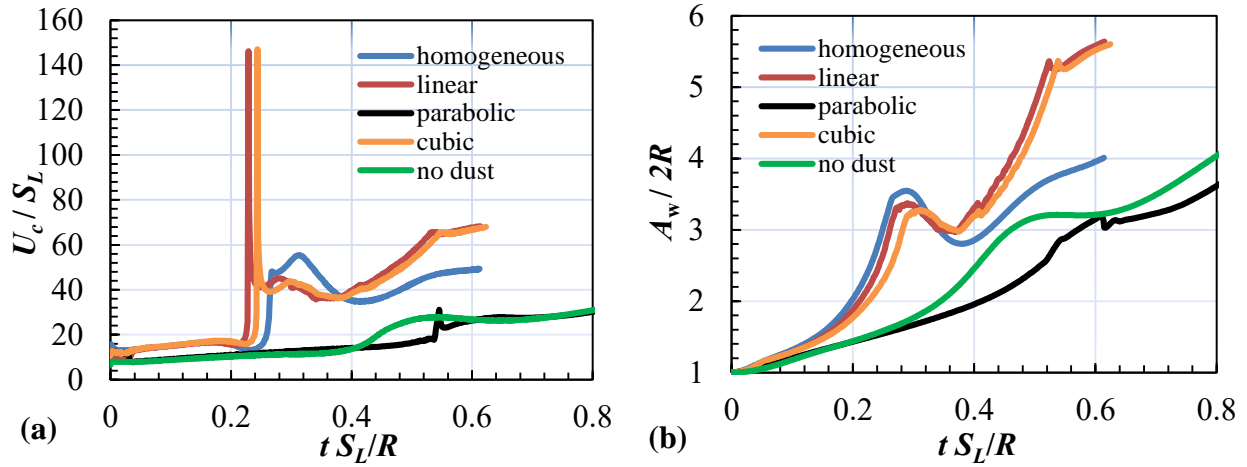 160
140
120
100
80
60
40
20
0
U_c / S_L
homogeneous
linear
parabolic
cubic
no dust
0
0.2
0.4
0.6
0.8
t S_L/R
(a)
6
5
4
3
2
1
A_w / 2R
homogeneous
linear
parabolic
cubic
no dust
0
0.2
0.4
0.6
0.8
t S_L/R
(b)